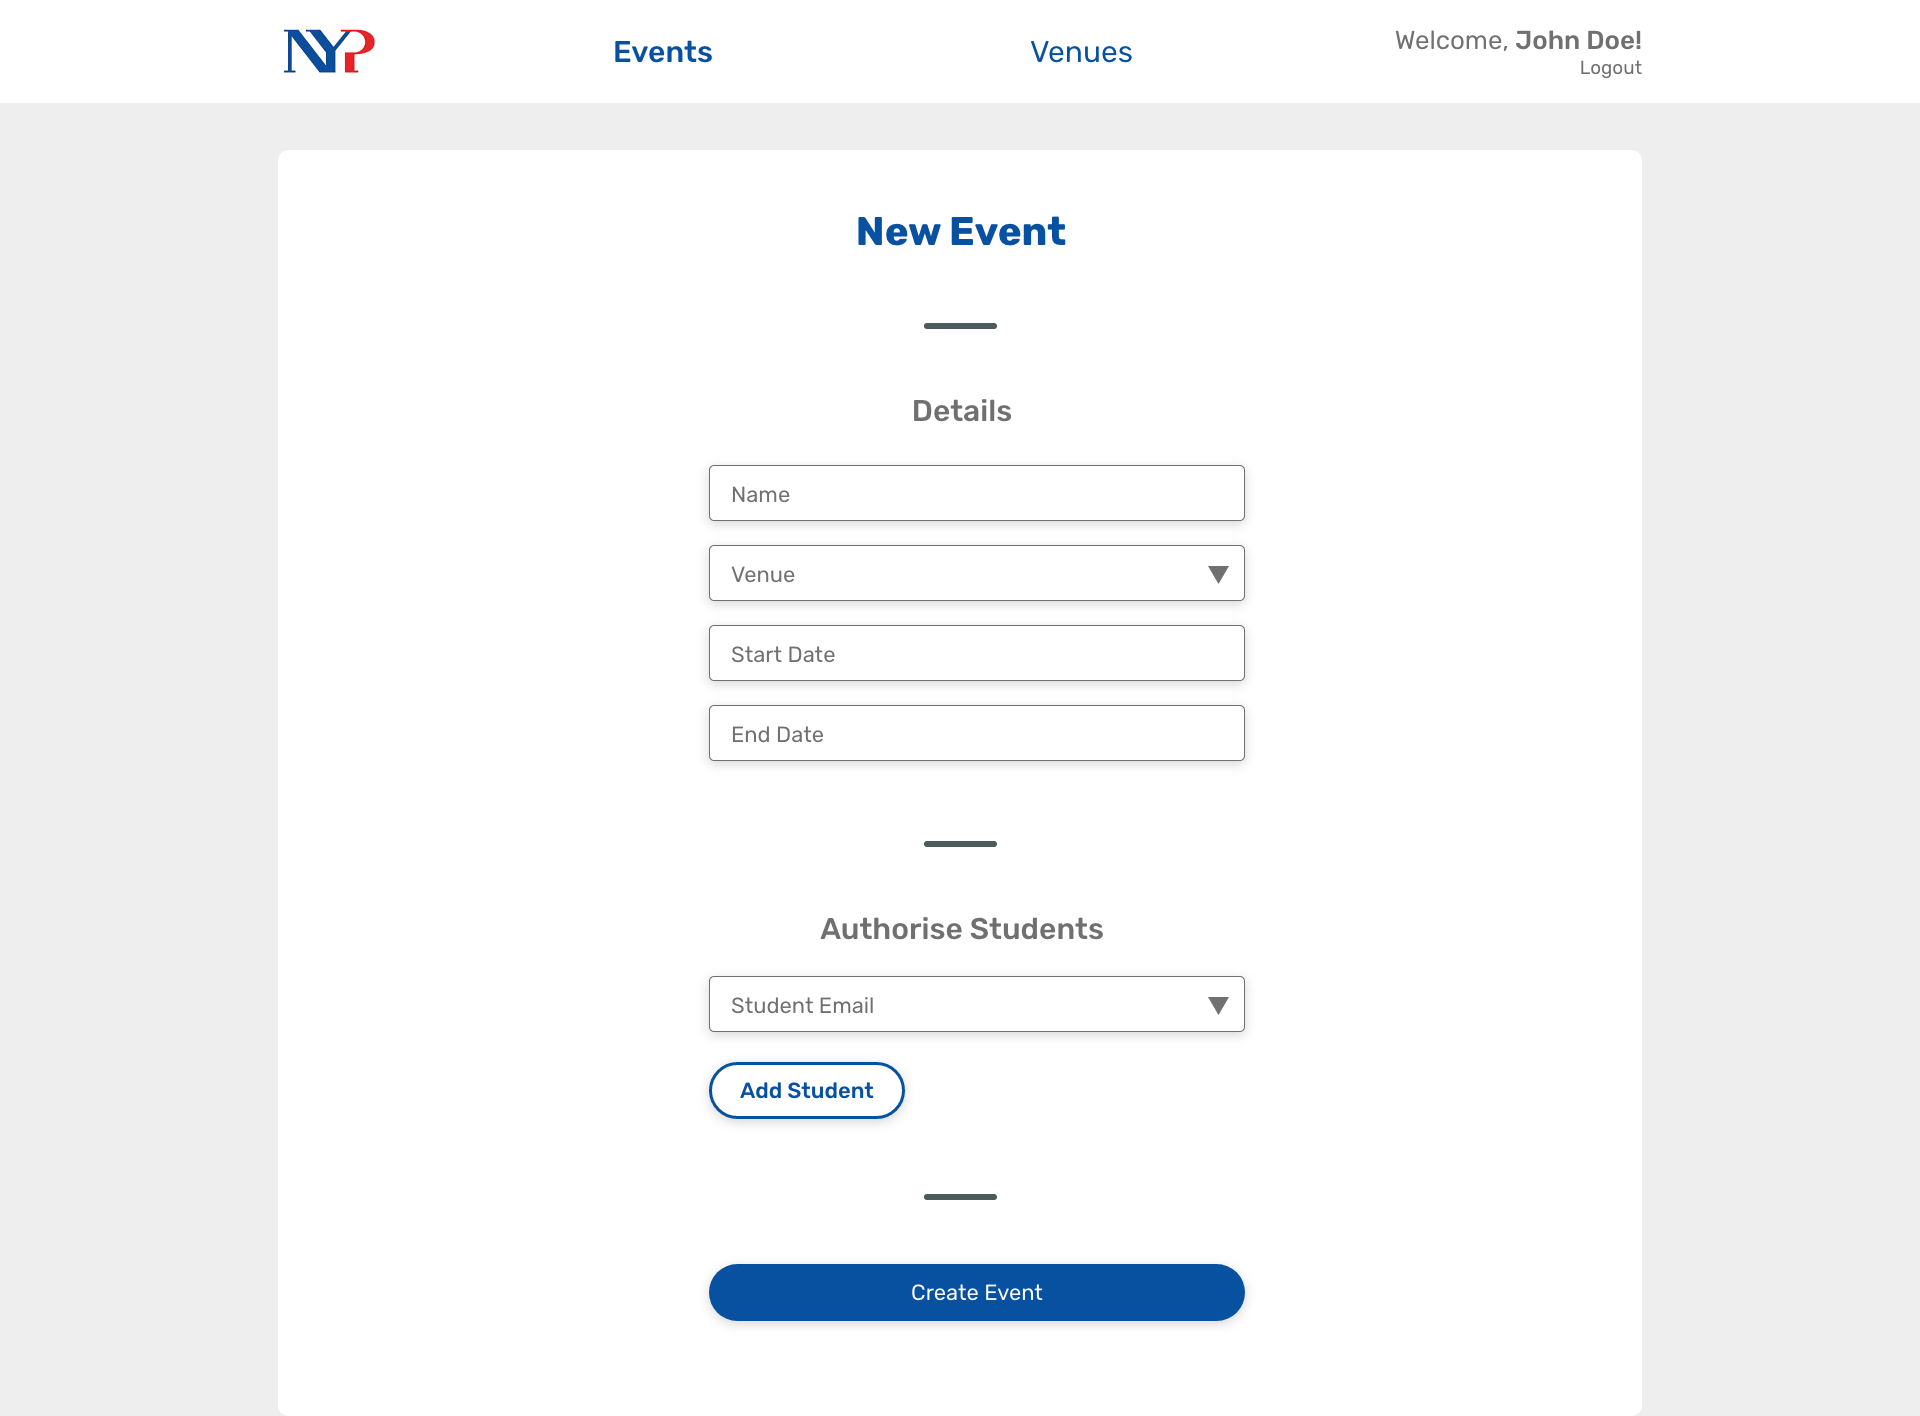 NYP
Events
Venues
Welcome, John Doe!
Logout
New Event
Details
Name
Venue
Start Date
End Date
Authorise Students
Student Email
Add Student
Create Event